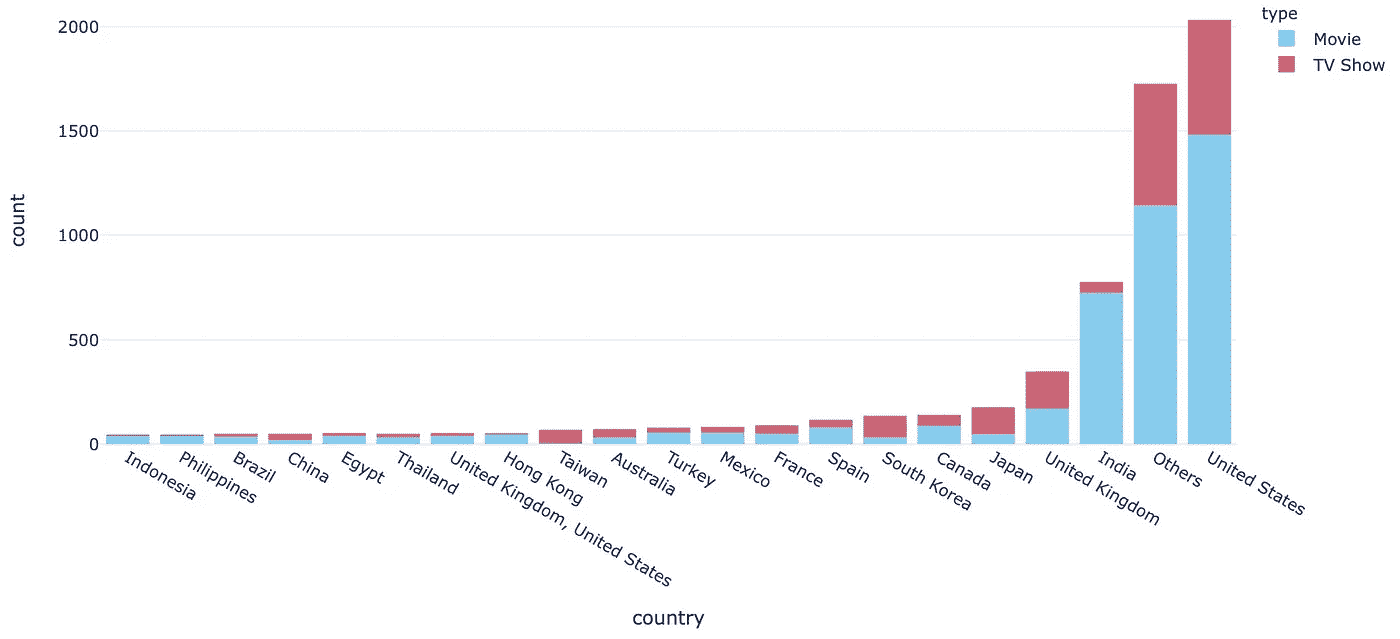 type
Movie
TV Show
2000
1500
1000
500
0
count
Indonesia
Philippines
Brazil
China
Egypt
Thailand
United Kingdom, United States
Hong Kong
Taiwan
Australia
Turkey
Mexico
France
Spain
South Korea
Canada
Japan
United Kingdom
India
Others
United States
country